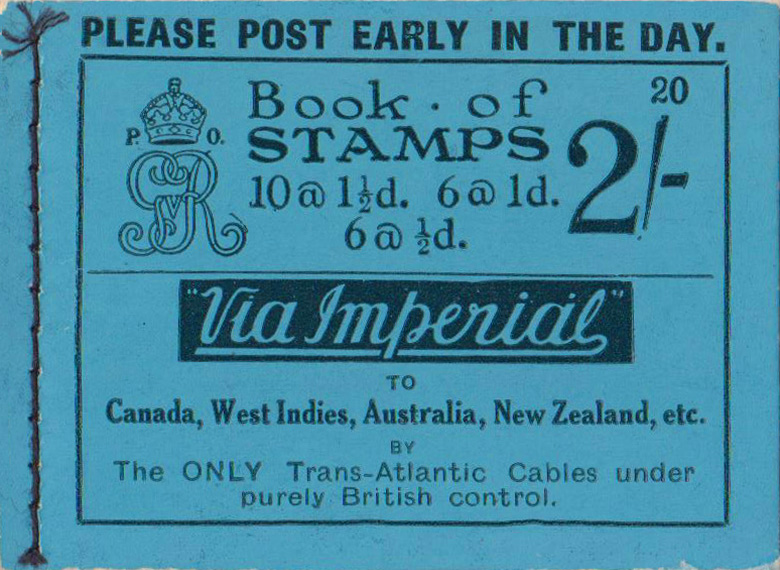 PLEASE POST EARLY IN THE DAY.
20
Book · of
STAMPS
2/-
P. O.
GR
10 @ 1½d. 6 @ 1d.
6 @ ½d.
"Via Imperial"
TO
Canada, West Indies, Australia, New Zealand, etc.
BY
The ONLY Trans-Atlantic Cables under
purely British control.